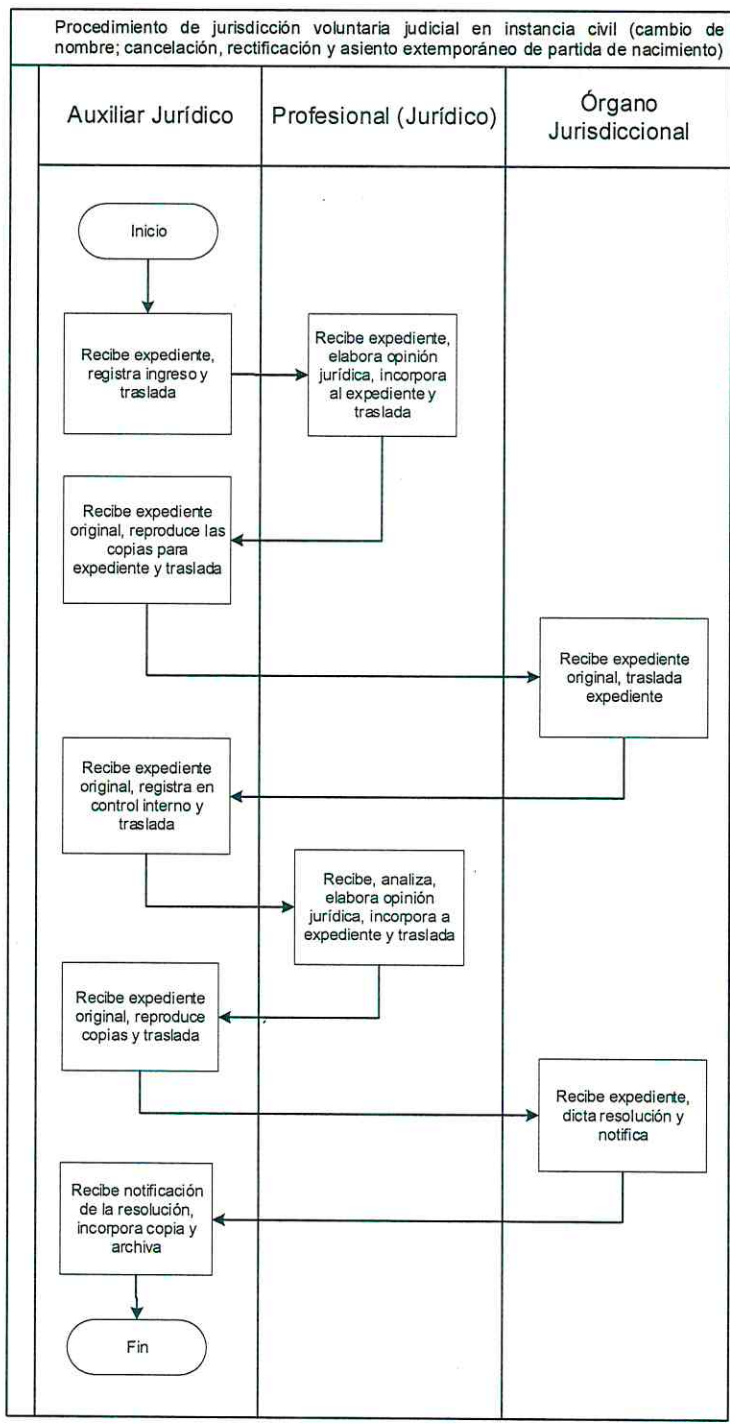 Procedimiento de jurisdicción voluntaria judicial en instancia civil (cambio de
nombre; cancelación, rectificación y asiento extemporáneo de partida de nacimiento)
Auxiliar Jurídico
Profesional (Jurídico)
Órgano
Jurisdiccional
Inicio
Recibe expediente,
registra ingreso y
traslada
Recibe expediente,
elabora opinión
jurídica, incorpora
al expediente y
traslada
Recibe expediente
original, reproduce las
copias para
expediente y traslada
Recibe expediente
original, traslada
expediente
Recibe expediente
original, registra en
control interno y
traslada
Recibe, analiza,
elabora opinión
jurídica, incorpora a
expediente y traslada
Recibe expediente
original, reproduce
copias y traslada
Recibe expediente,
dicta resolución y
notifica
Recibe notificación
de la resolución,
incorpora copia y
archiva
Fin